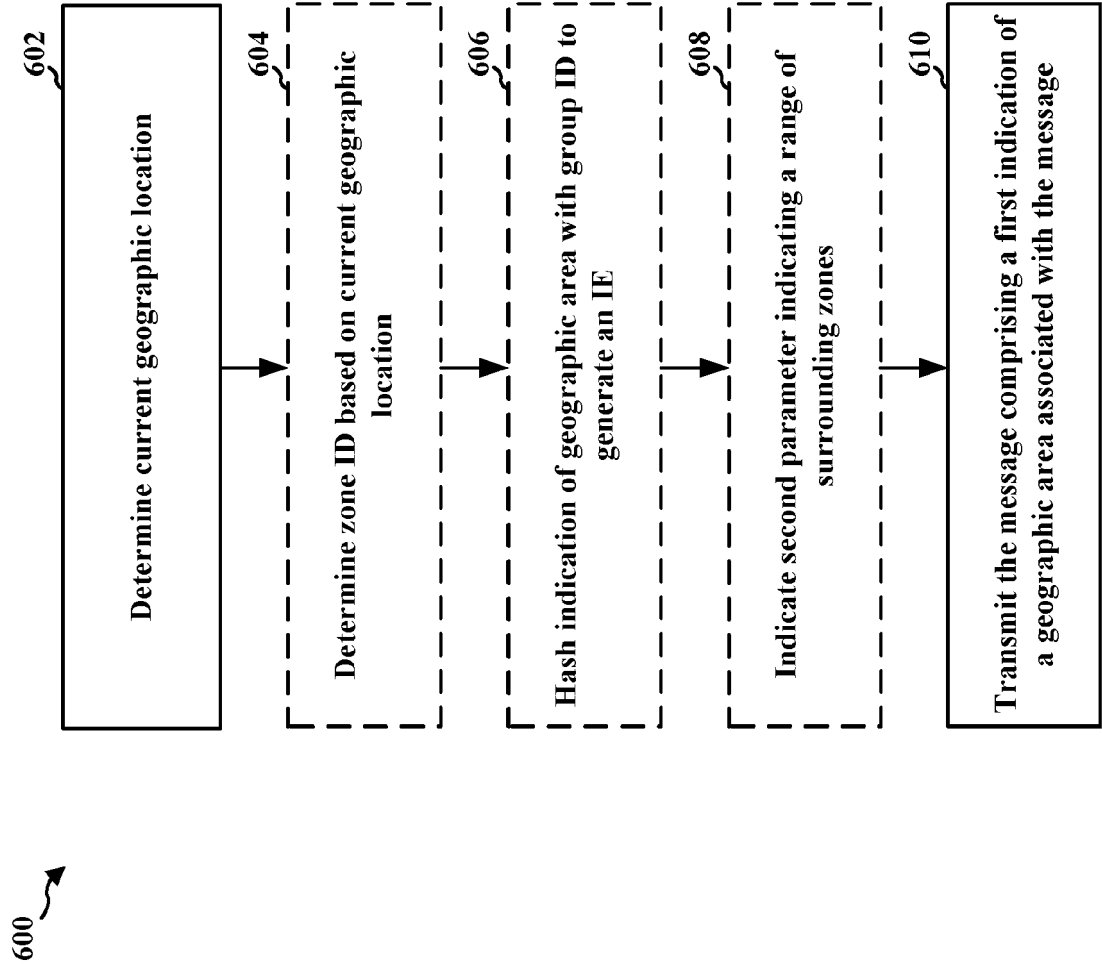 600
602
Determine current geographic location
604
Determine zone ID based on current geographic
location
606
Hash indication of geographic area with group ID to
generate an IE
608
Indicate second parameter indicating a range of
surrounding zones
610
Transmit the message comprising a first indication of
a geographic area associated with the message